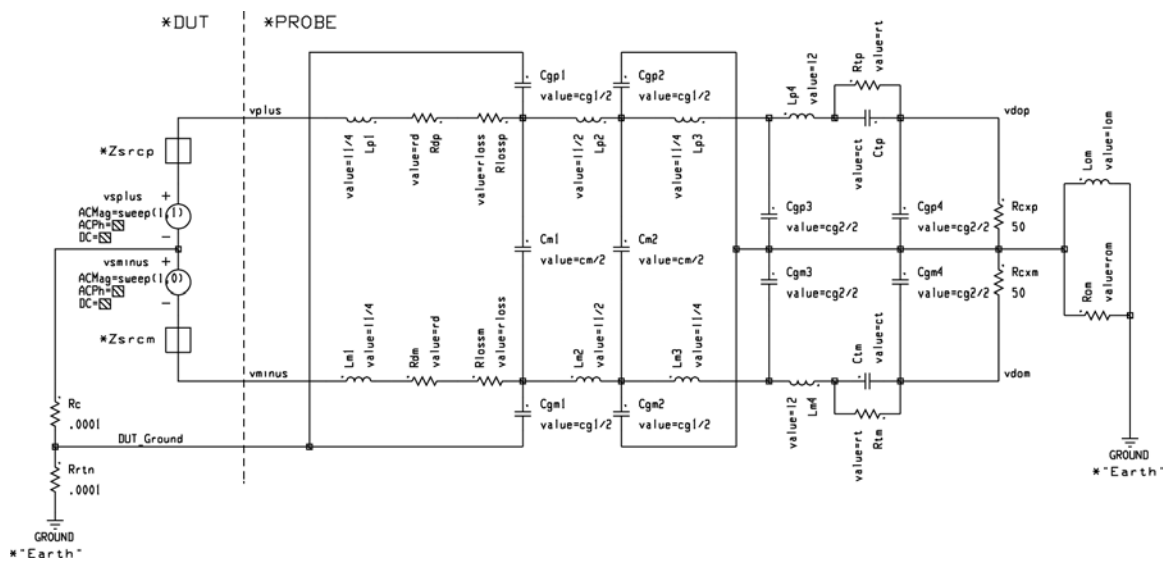 *DUT
*PROBE
vplus
*Zsrcp
vsplus
ACMag=sweep(1,1)
ACPh=
DC=
+
-
vsminus
ACMag=sweep(1,0)
ACPh=
DC=
+
-
*Zsrcm
vminus
Rc
.0001
DUT_Ground
Rrtn
.0001
GROUND
*"Earth"
value=l1/4
Lp1
value=rd
Rdp
value=rloss
Rlossp
Cgp1
value=cg1/2
value=l1/2
Lp2
Cgp2
value=cg1/2
value=l1/4
Lp3
Lp4
value=l2
Rtp
value=rt
value=ct
Ctp
vdop
Cm1
value=cm/2
Cm2
value=cm/2
Cgp3
value=cg2/2
Cgp4
value=cg2/2
Rcxp
50
Cgm3
value=cg2/2
Cgm4
value=cg2/2
Rcxm
50
Lom
value=lom
Rom
value=rom
Lm1
value=l1/4
Rdm
value=rd
Rlossm
value=rloss
Lm2
value=l1/2
Lm3
value=l1/4
Cgm1
value=cg1/2
Cgm2
value=cg1/2
value=l2
Lm4
Ctm
value=ct
value=rt
Rtm
vdom
GROUND
*"Earth"